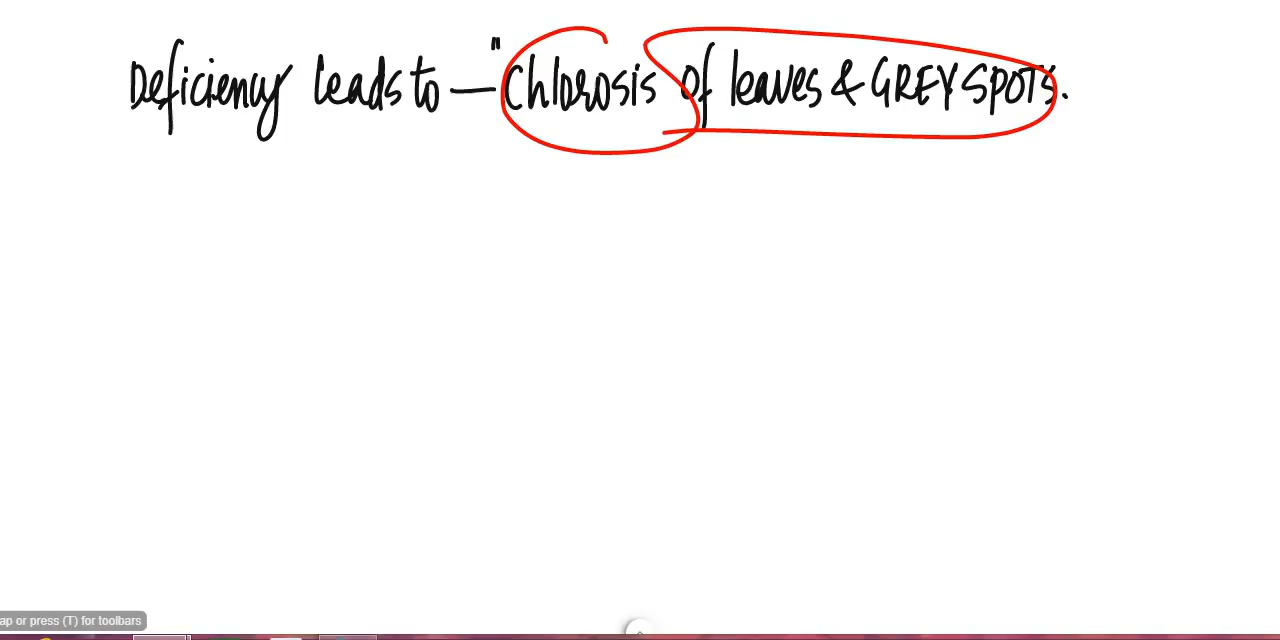 Deficiency leads to — "Chlorosis of leaves & GREY SPOTS.
ap or press (T) for toolbars